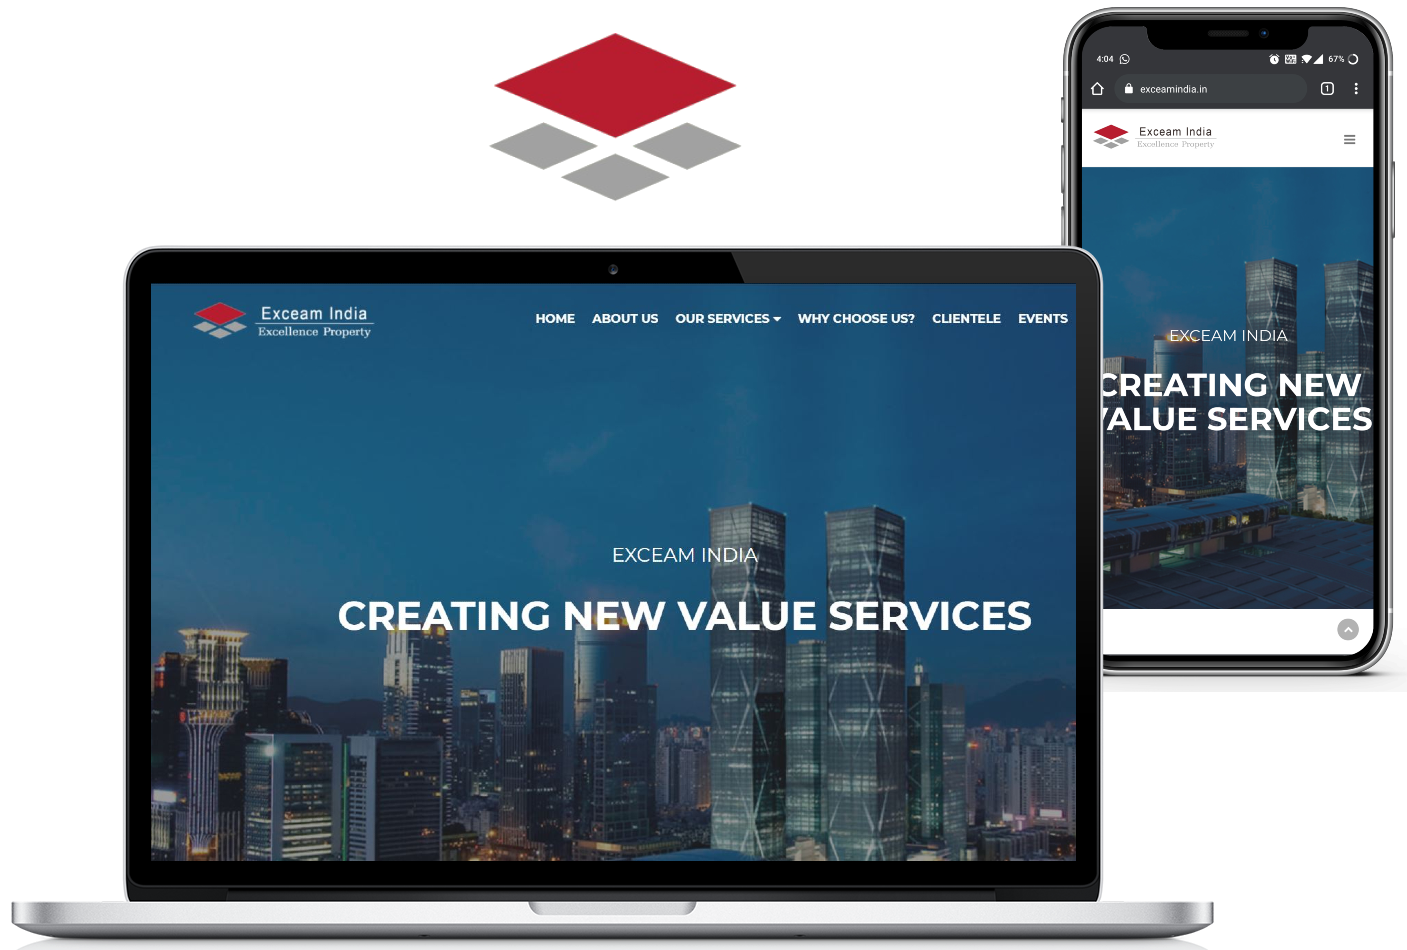 Exceam India
Excellence Property
HOME ABOUT US OUR SERVICES WHY CHOOSE US? CLIENTELE EVENTS
EXCEAM INDIA
CREATING NEW VALUE SERVICES
4:04 67%
exceamindia.in 1
Exceam India
Excellence Property
EXCEAM INDIA
CREATING NEW
VALUE SERVICES